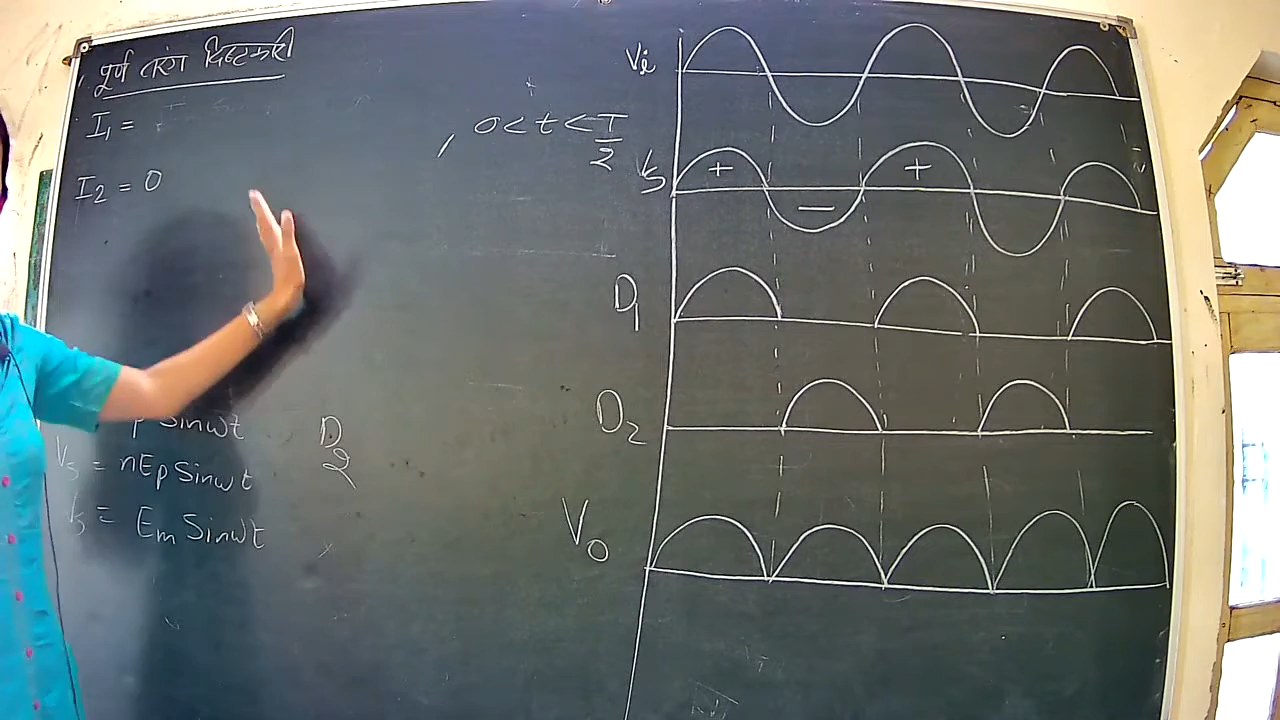 पूर्ण तरंग दिष्टकारी
I₁ = , 0 < t < T/2
I₂ = 0
p Sinωt
Vs = nEp Sinωt
Vs = Em Sinωt
D₂
Vi
Vs
+ − +
D₁
D₂
V₀